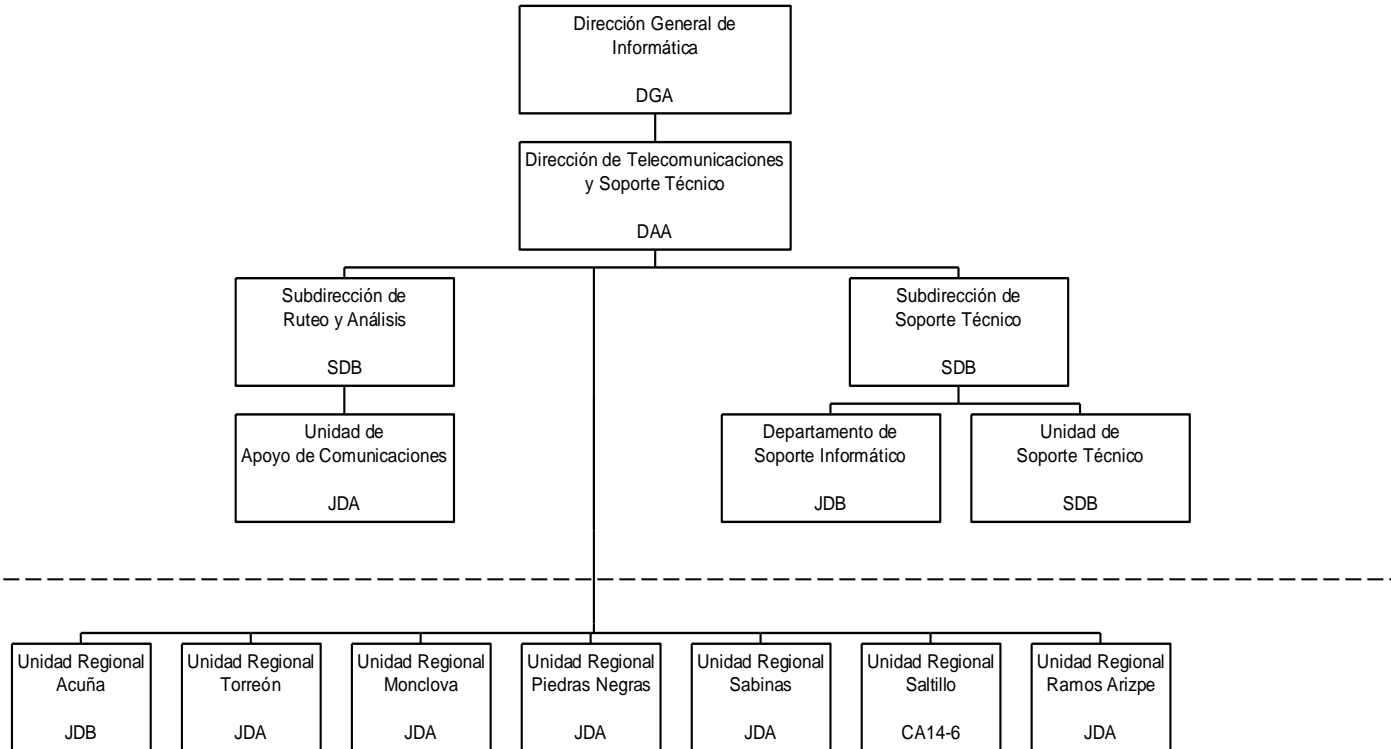 Dirección General de
Informática
DGA
Dirección de Telecomunicaciones
y Soporte Técnico
DAA
Subdirección de
Ruteo y Análisis
SDB
Subdirección de
Soporte Técnico
SDB
Unidad de
Apoyo de Comunicaciones
JDA
Departamento de
Soporte Informático
JDB
Unidad de
Soporte Técnico
SDB
Unidad Regional
Acuña
JDB
Unidad Regional
Torreón
JDA
Unidad Regional
Monclova
JDA
Unidad Regional
Piedras Negras
JDA
Unidad Regional
Sabinas
JDA
Unidad Regional
Saltillo
CA14-6
Unidad Regional
Ramos Arizpe
JDA